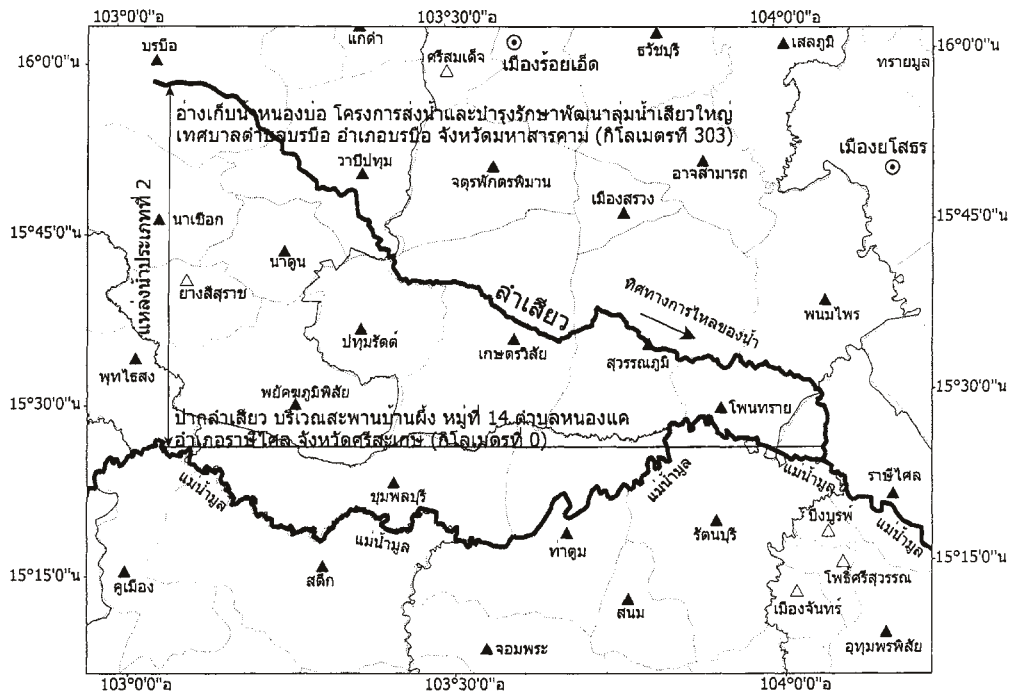 103°0'0"อ
103°30'0"อ
104°0'0"อ
บรบือ
แกดำ
ศรีสมเด็จ
เมืองร้อยเอ็ด
ธวัชบุรี
เสลภูมิ
ทรายมูล
16°0'0"น
16°0'0"น
อ่างเก็บน้ำหนองบ่อ โครงการส่งน้ำและบำรุงรักษาพัฒนาลุ่มน้ำเสียวใหญ่
เทศบาลตำบลบรบือ อำเภอบรบือ จังหวัดมหาสารคาม (กิโลเมตรที่ 303)
เมืองยโสธร
วาปีปทุม
จตุรพักตรพิมาน
อาจสามารถ
เมืองสรวง
แหล่งน้ำประเภทที่ 2
นาเชือก
15°45'0"น
15°45'0"น
นาดูน
ยางสีสุราช
ลำเสียว
ทิศทางการไหลของน้ำ
พนมไพร
ปทุมรัตต์
เกษตรวิสัย
สุวรรณภูมิ
พุทไธสง
พยัคฆภูมิพิสัย
โพนทราย
15°30'0"น
15°30'0"น
ปากลำเสียว บริเวณสะพานบ้านผึ้ง หมู่ที่ 14 ตำบลหนองแค
อำเภอราษีไศล จังหวัดศรีสะเกษ (กิโลเมตรที่ 0)
แม่น้ำมูล
แม่น้ำมูล
แม่น้ำมูล
ราษีไศล
ชุมพลบุรี
แม่น้ำมูล
แม่น้ำมูล
บึงบูรพ์
รัตนบุรี
ท่าตูม
15°15'0"น
15°15'0"น
คูเมือง
สตึก
โพธิ์ศรีสุวรรณ
เมืองจันทร์
สนม
จอมพระ
อุทุมพรพิสัย
103°0'0"อ
103°30'0"อ
104°0'0"อ